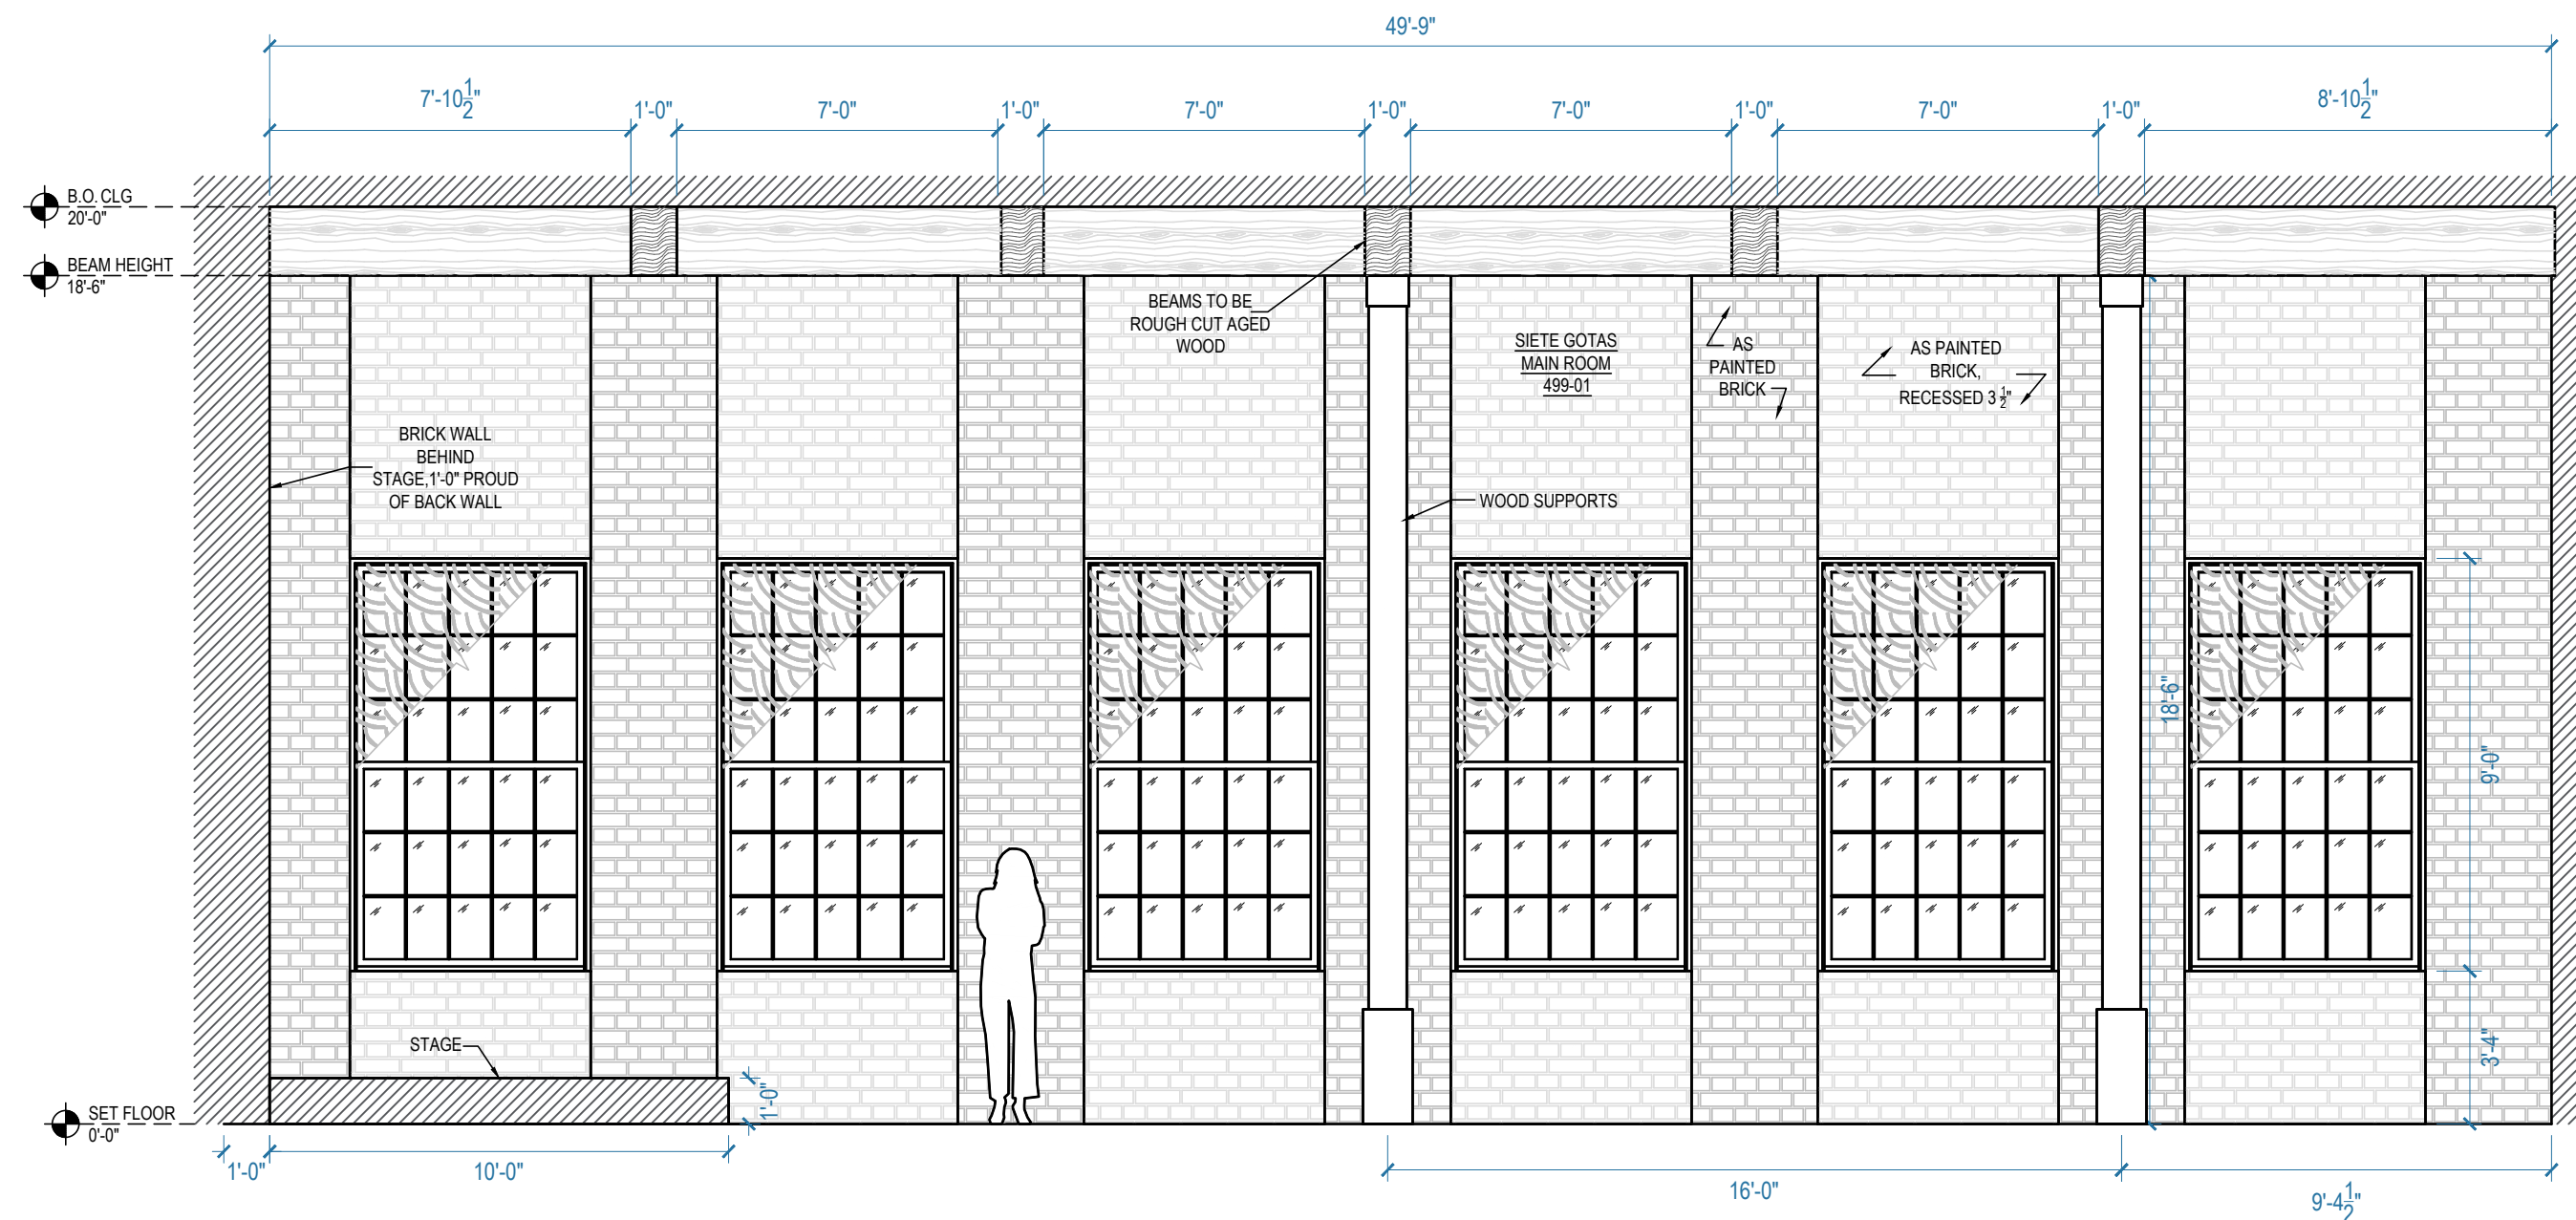 49'-9"
7'-10 1/2"
1'-0"
7'-0"
1'-0"
7'-0"
1'-0"
7'-0"
1'-0"
7'-0"
1'-0"
8'-10 1/2"
B.O. CLG
20'-0"
BEAM HEIGHT
18'-6"
BEAMS TO BE
ROUGH CUT AGED
WOOD
SIETE GOTAS
MAIN ROOM
499-01
AS
PAINTED
BRICK
AS PAINTED
BRICK,
RECESSED 3 1/2"
BRICK WALL
BEHIND
STAGE,1'-0" PROUD
OF BACK WALL
WOOD SUPPORTS
18'-6"
9'-0"
3'-4"
STAGE
1'-0"
SET FLOOR
0'-0"
1'-0"
10'-0"
16'-0"
9'-4 1/2"